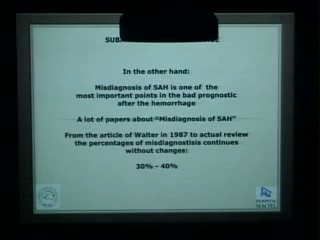 In the other hand:
Misdiagnosis of SAH is one of the
most important points in the bad prognostic
after the hemorrhage
A lot of papers about "Misdiagnosis of SAH"
From the article of Walter in 1987 to actual review
the percentages of misdiagnostisis continues
without changes:
30% - 40%
HOSPITAL
MACIEL